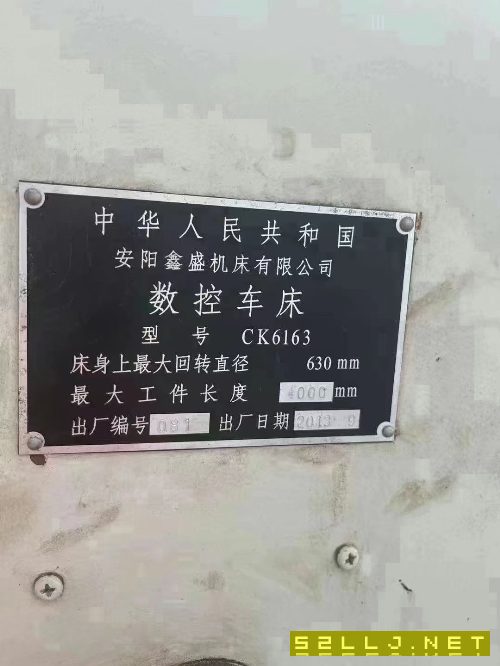 中华人民共和国
安阳鑫盛机床有限公司
数控车床
型号 CK6163
床身上最大回转直径 630 mm
最大工件长度 4000 mm
出厂编号 081 出厂日期 2013 9
52LLJ.NET